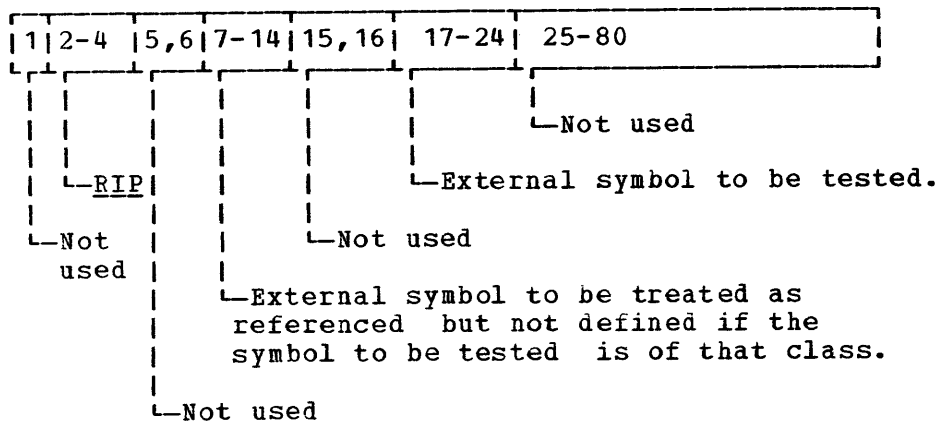 1 2-4 5,6 7-14 15,16 17-24 25-80
Not used
RIP External symbol to be tested.
Not Not used
used
External symbol to be treated as
referenced but not defined if the
symbol to be tested is of that class.
Not used